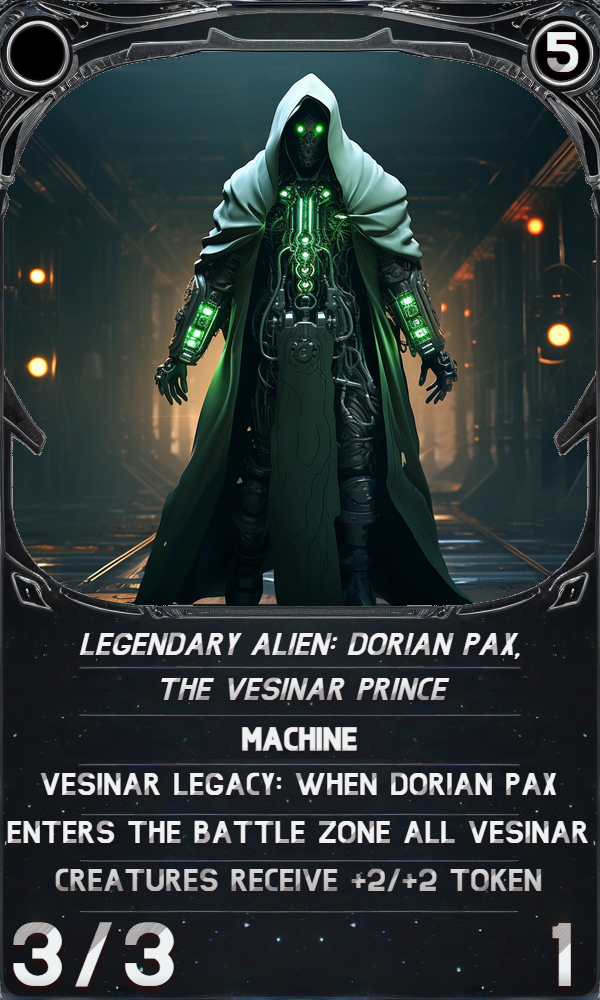 5
LEGENDARY ALIEN: DORIAN PAX,
THE VESINAR PRINCE
MACHINE
VESINAR LEGACY: WHEN DORIAN PAX
ENTERS THE BATTLE ZONE ALL VESINAR
CREATURES RECEIVE +2/+2 TOKEN
3/3
1